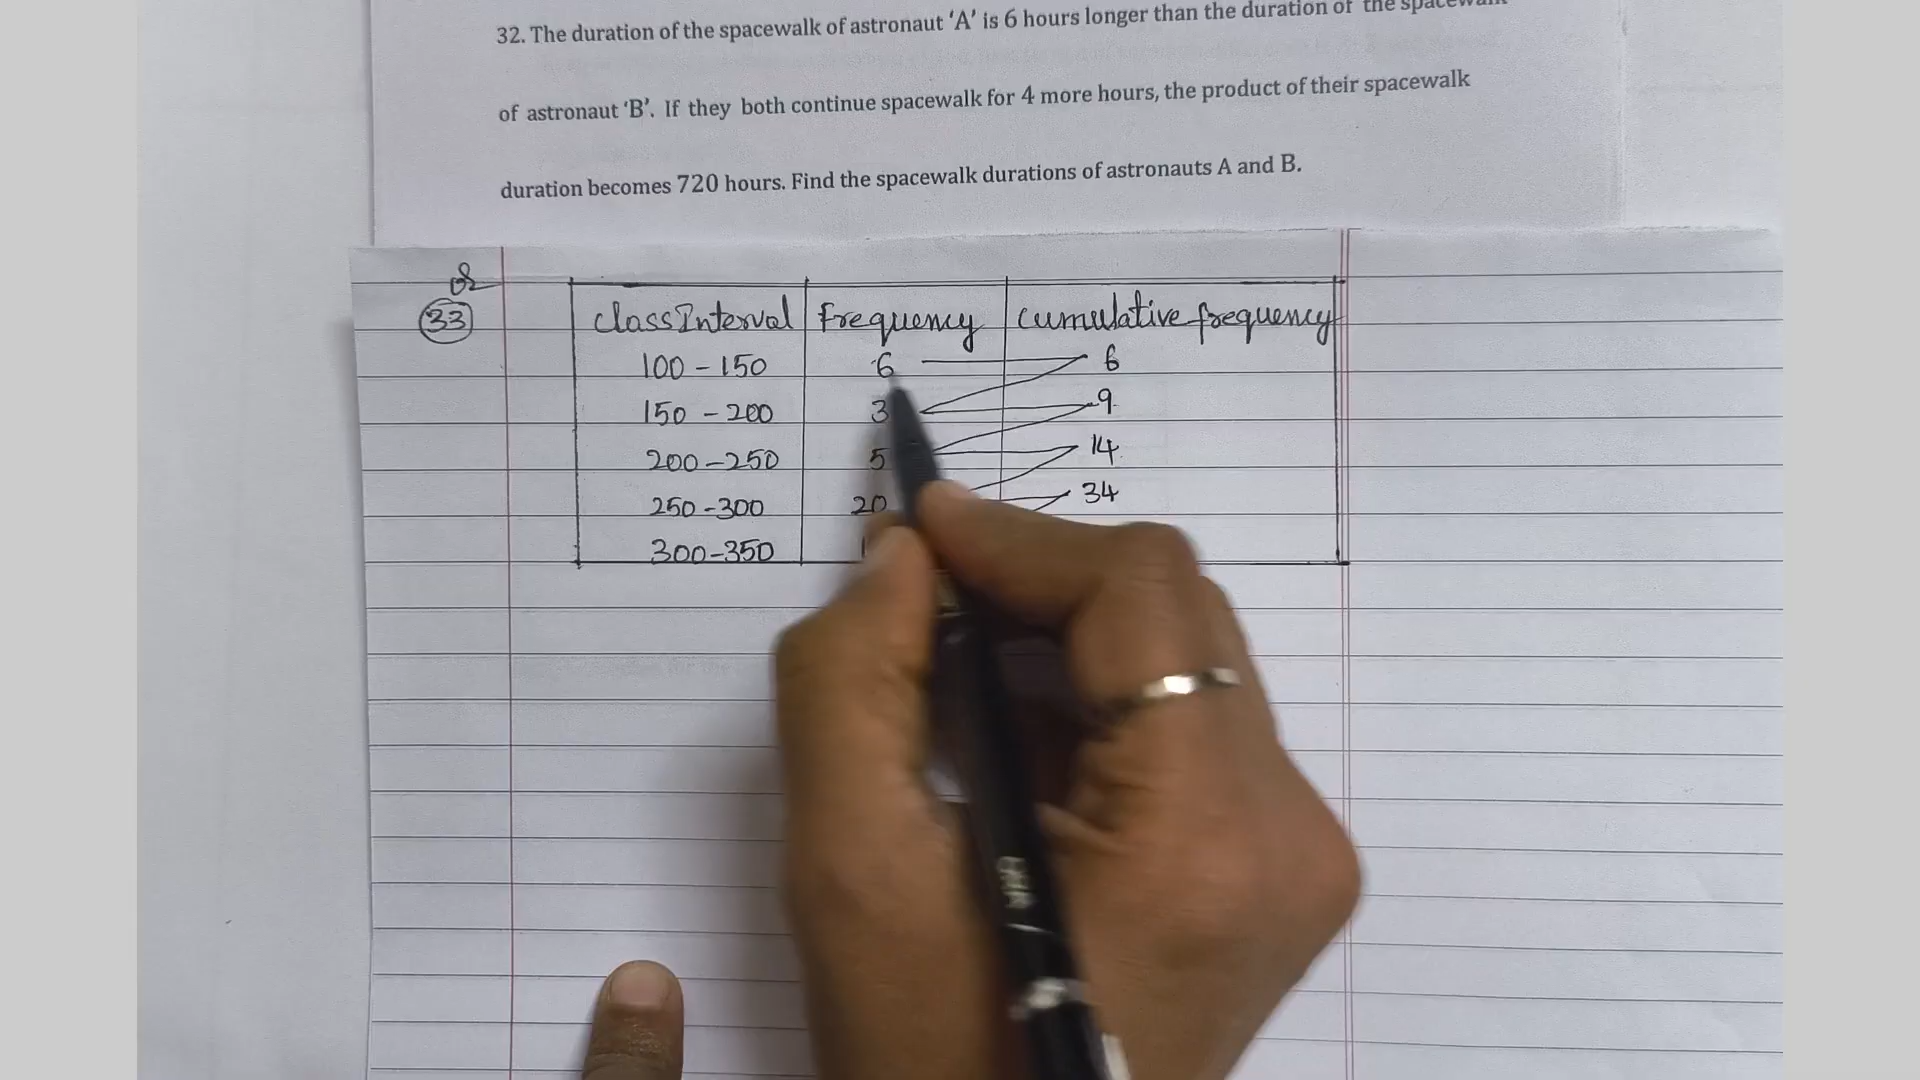 32. The duration of the spacewalk of astronaut ‘A’ is 6 hours longer than the duration of the spacewalk
of astronaut ‘B’. If they both continue spacewalk for 4 more hours, the product of their spacewalk
duration becomes 720 hours. Find the spacewalk durations of astronauts A and B.
or
33 class Interval frequency cumulative frequency
100 - 150 6 6
150 - 200 3 9
200 - 250 5 14
250 - 300 20 34
300 - 350